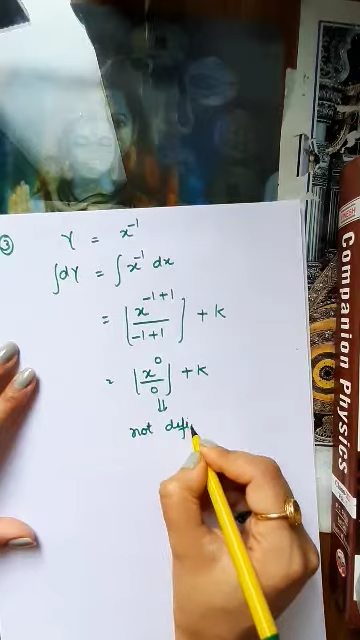 ③ Y = x⁻¹
∫dY = ∫ x⁻¹ dx
= [x⁻¹⁺¹ / -1+1] + k
= [x⁰ / 0] + k
⇓
not defi
COMPANION PHYSICS